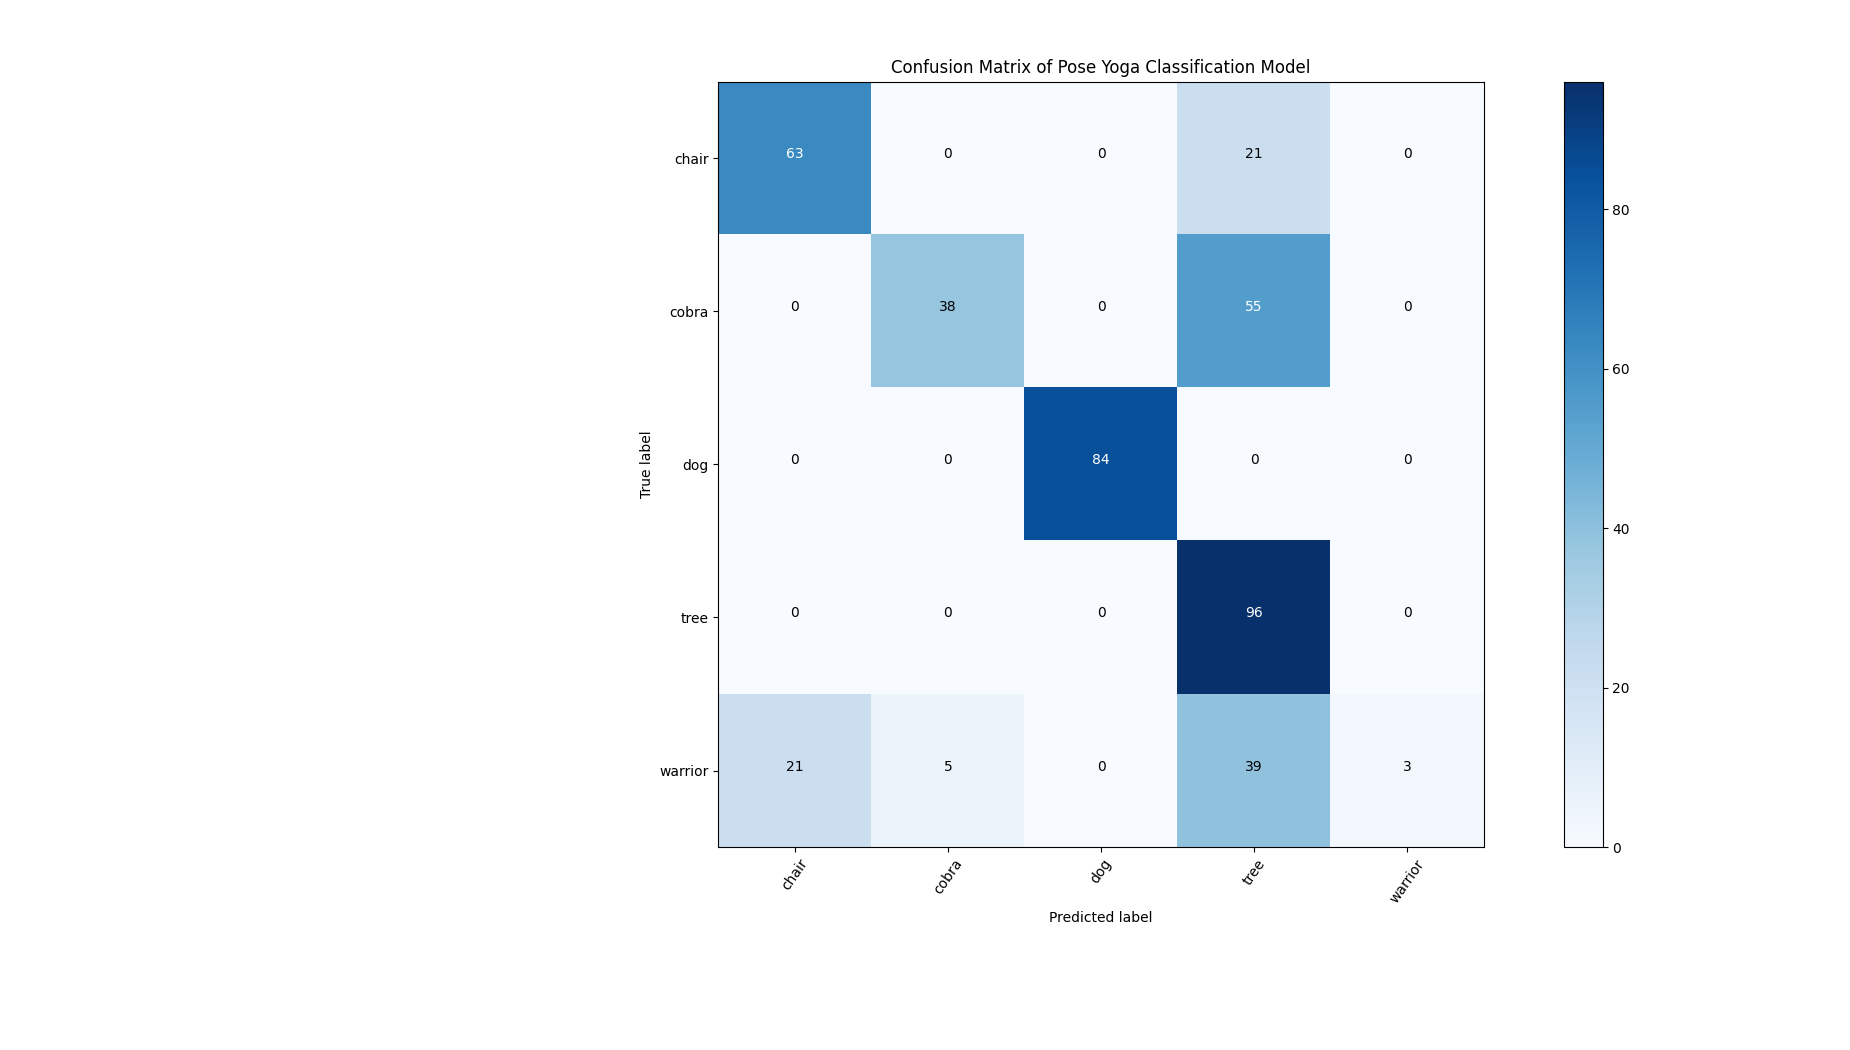 Confusion Matrix of Pose Yoga Classification Model
True label
chair 63 0 0 21 0
cobra 0 38 0 55 0
dog 0 0 84 0 0
tree 0 0 0 96 0
warrior 21 5 0 39 3
chair cobra dog tree warrior
Predicted label
80
60
40
20
0